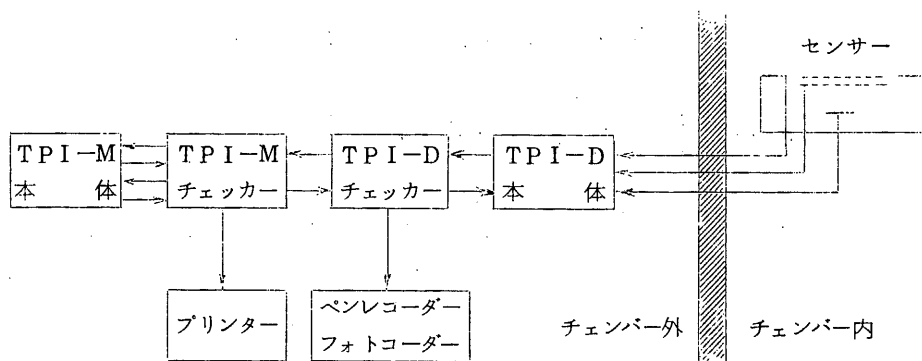 センサー
TPI-M
本体
TPI-M
チェッカー
TPI-D
チェッカー
TPI-D
本体
プリンター
ペンレコーダー
フォトコーダー
チェンバー外
チェンバー内